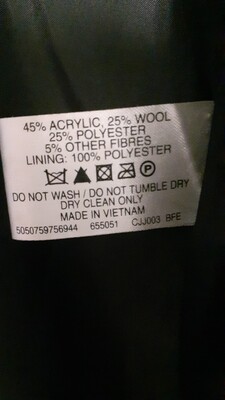 45% ACRYLIC, 25% WOOL
25% POLYESTER
5% OTHER FIBRES
LINING: 100% POLYESTER
P
DO NOT WASH / DO NOT TUMBLE DRY
DRY CLEAN ONLY
MADE IN VIETNAM
5050759756944 655051 CJJ003 BFE